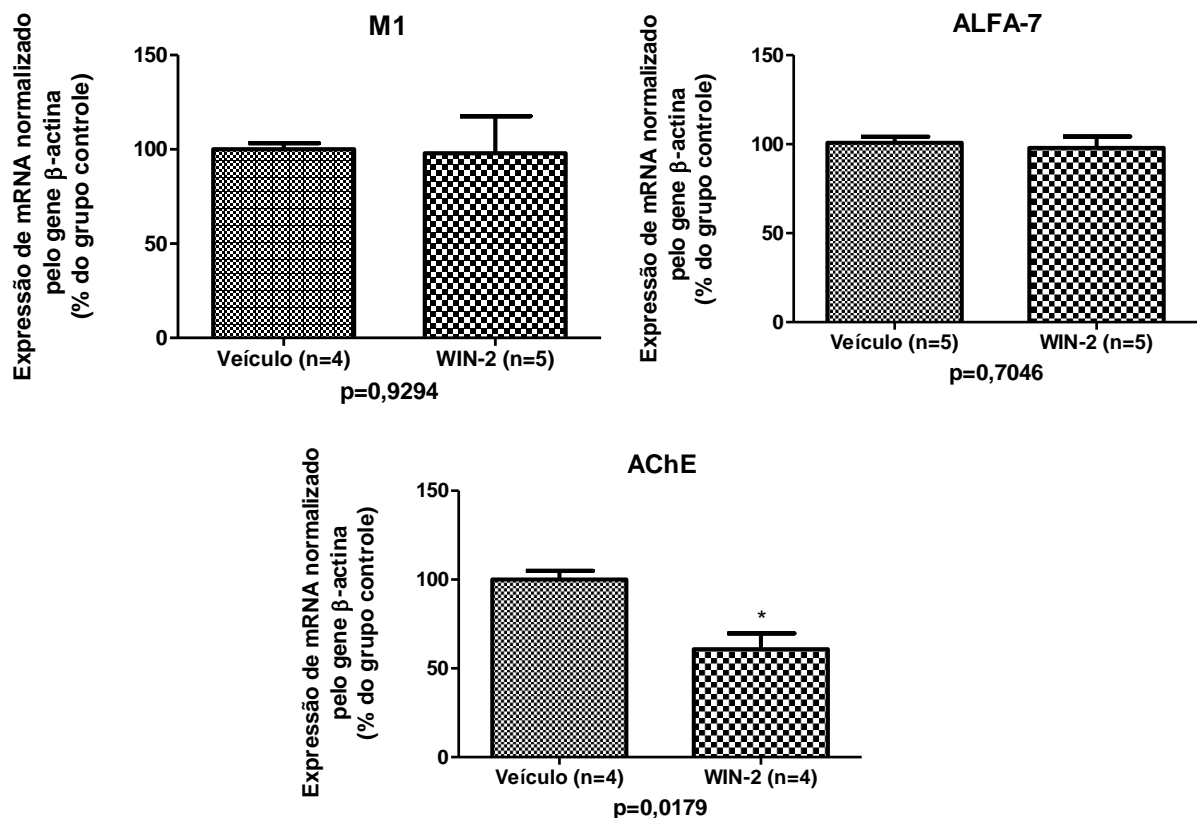 M1
Expressão de mRNA normalizado
pelo gene β-actina
(% do grupo controle)
150
100
50
0
Veículo (n=4)
WIN-2 (n=5)
p=0,9294
ALFA-7
Expressão de mRNA normalizado
pelo gene β-actina
(% do grupo controle)
150
100
50
0
Veículo (n=5)
WIN-2 (n=5)
p=0,7046
AChE
Expressão de mRNA normalizado
pelo gene β-actina
(% do grupo controle)
150
100
50
0
*
Veículo (n=4)
WIN-2 (n=4)
p=0,0179